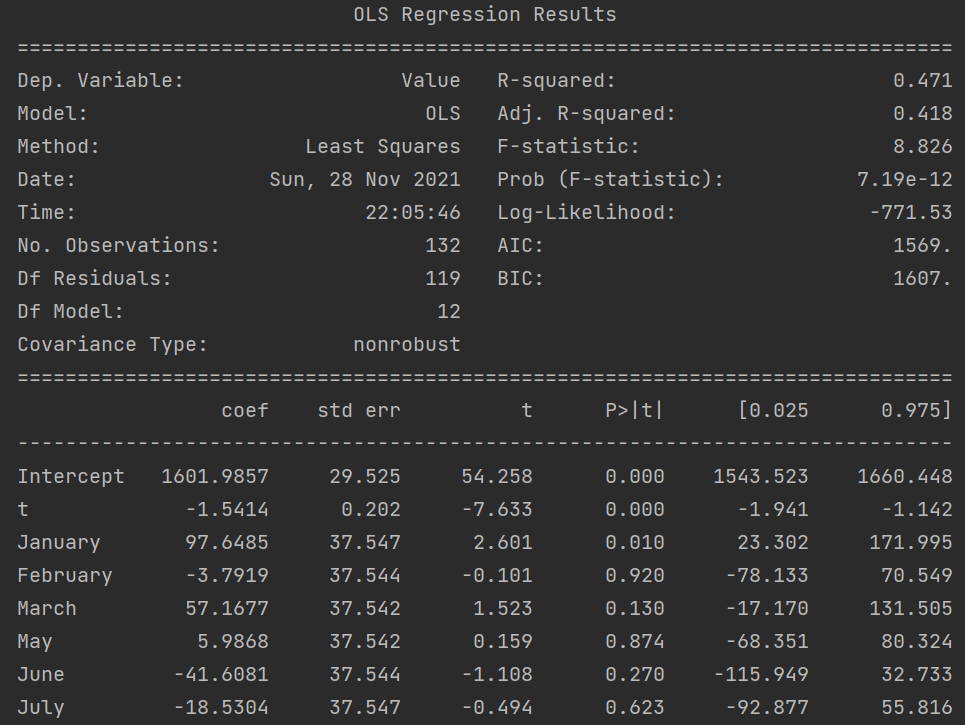 OLS Regression Results
==============================================================================
Dep. Variable: Value R-squared: 0.471
Model: OLS Adj. R-squared: 0.418
Method: Least Squares F-statistic: 8.826
Date: Sun, 28 Nov 2021 Prob (F-statistic): 7.19e-12
Time: 22:05:46 Log-Likelihood: -771.53
No. Observations: 132 AIC: 1569.
Df Residuals: 119 BIC: 1607.
Df Model: 12
Covariance Type: nonrobust
==============================================================================
coef std err t P>|t| [0.025 0.975]
------------------------------------------------------------------------------
Intercept 1601.9857 29.525 54.258 0.000 1543.523 1660.448
t -1.5414 0.202 -7.633 0.000 -1.941 -1.142
January 97.6485 37.547 2.601 0.010 23.302 171.995
February -3.7919 37.544 -0.101 0.920 -78.133 70.549
March 57.1677 37.542 1.523 0.130 -17.170 131.505
May 5.9868 37.542 0.159 0.874 -68.351 80.324
June -41.6081 37.544 -1.108 0.270 -115.949 32.733
July -18.5304 37.547 -0.494 0.623 -92.877 55.816